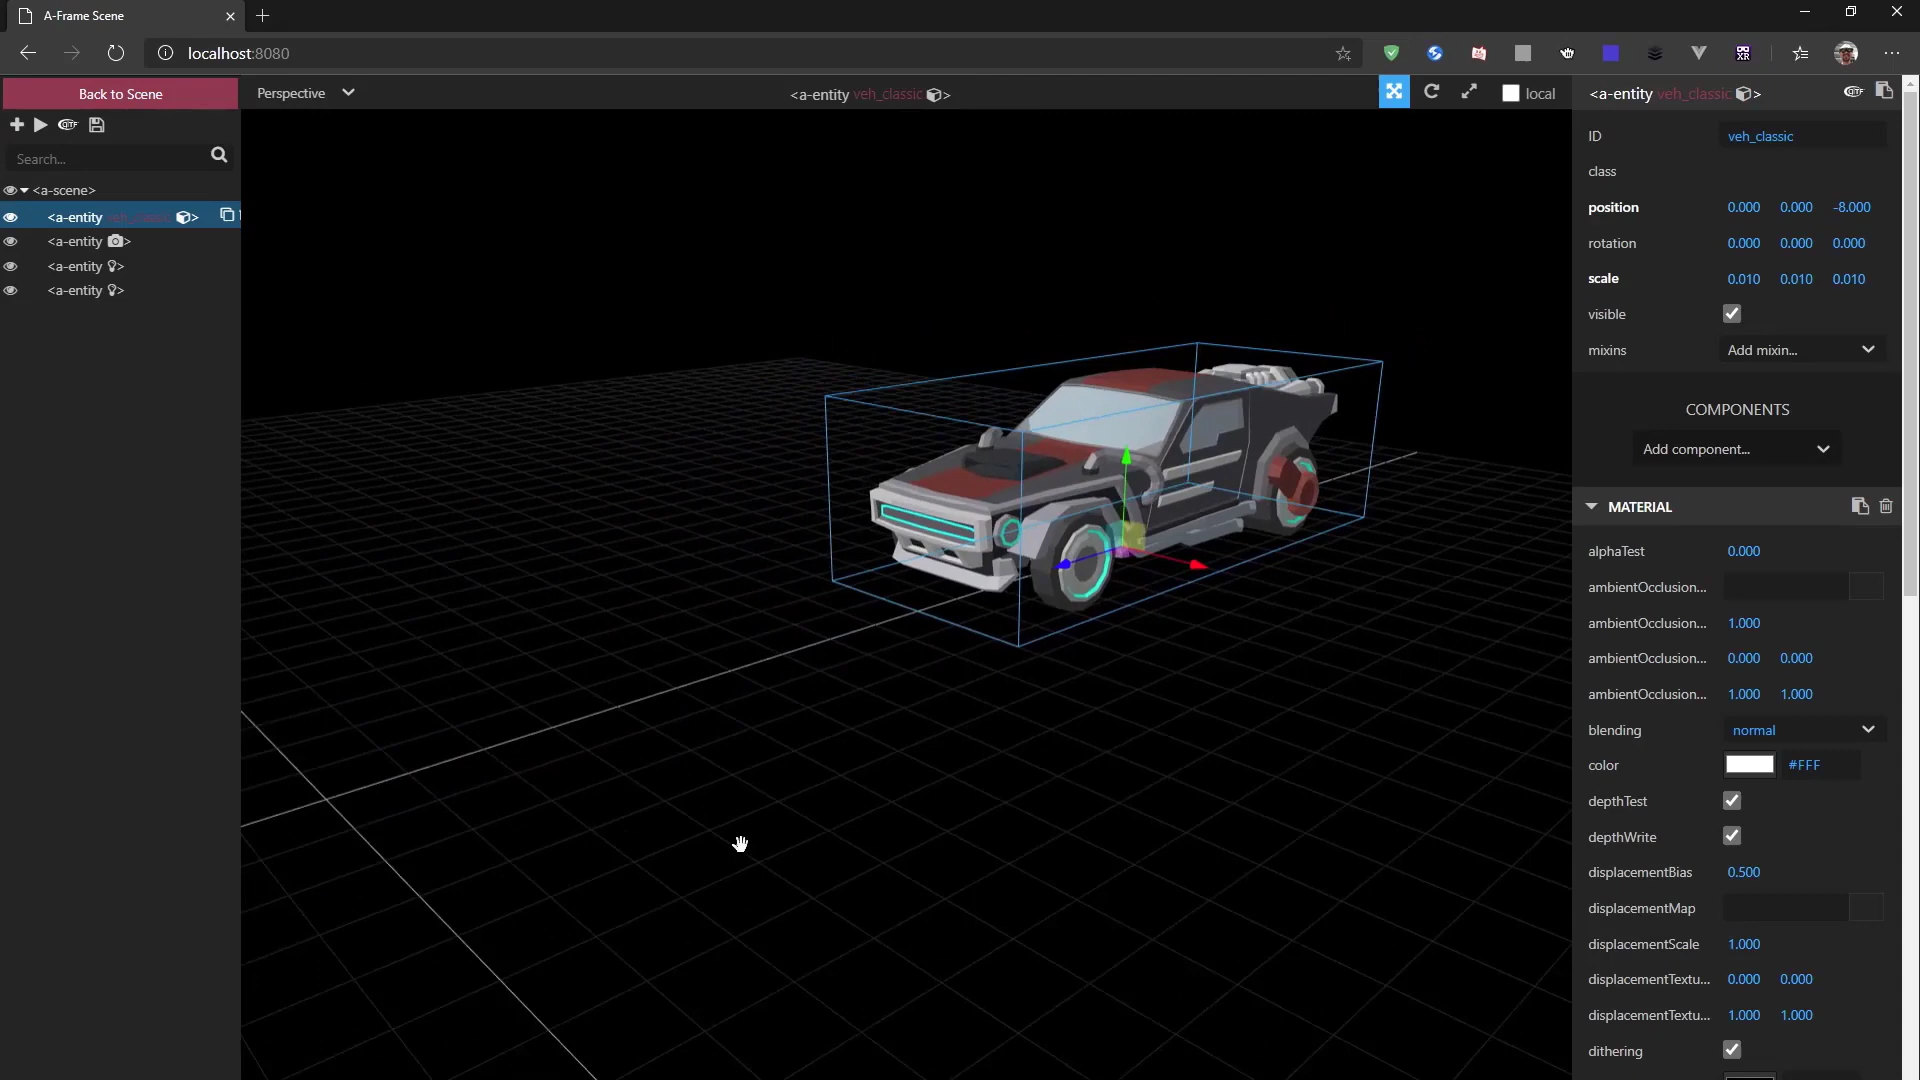 A-Frame Scene
localhost:8080
Back to Scene
Perspective
<a-entity veh_classic >
local
Search...
<a-scene>
<a-entity veh_classic >
<a-entity >
<a-entity >
<a-entity >
<a-entity veh_classic >
GLTF
ID veh_classic
class
position 0.000 0.000 -8.000
rotation 0.000 0.000 0.000
scale 0.010 0.010 0.010
visible
mixins Add mixin...
COMPONENTS
Add component...
MATERIAL
alphaTest 0.000
ambientOcclusion...
ambientOcclusion... 1.000
ambientOcclusion... 0.000 0.000
ambientOcclusion... 1.000 1.000
blending normal
color #FFF
depthTest
depthWrite
displacementBias 0.500
displacementMap
displacementScale 1.000
displacementTextu... 0.000 0.000
displacementTextu... 1.000 1.000
dithering